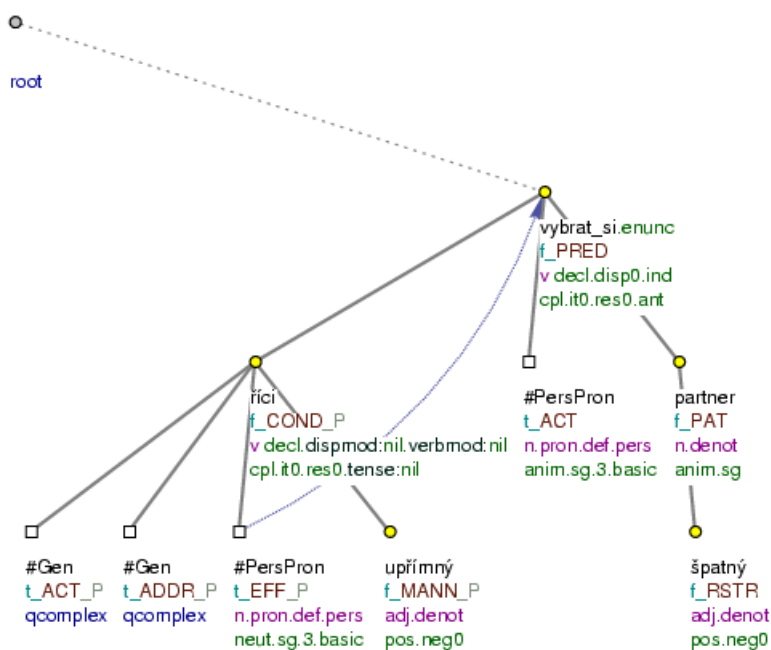 root
vybrat_si.enunc
f_PRED
v decl.disp0.ind
cpl.it0.res0.ant
říci
f_COND_P
v decl.dispmod:nil.verbmod:nil
cpl.it0.res0.tense:nil
#PersPron
t_ACT
n.pron.def.pers
anim.sg.3.basic
partner
f_PAT
n.denot
anim.sg
#Gen
t_ACT_P
qcomplex
#Gen
t_ADDR_P
qcomplex
#PersPron
t_EFF_P
n.pron.def.pers
neut.sg.3.basic
upřímný
f_MANN_P
adj.denot
pos.neg0
špatný
f_RSTR
adj.denot
pos.neg0